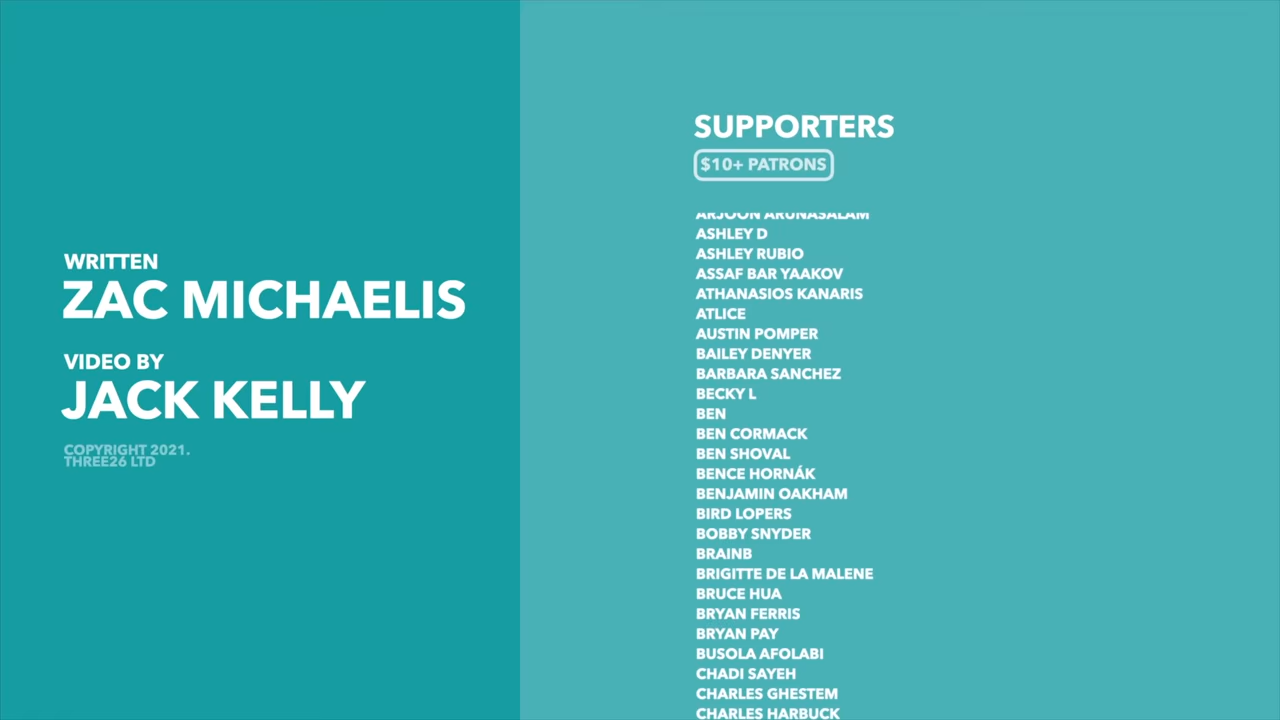 WRITTEN
ZAC MICHAELIS
VIDEO BY
JACK KELLY
COPYRIGHT 2021.
THREE26 LTD
SUPPORTERS
$10+ PATRONS
ARJOON ARUNASALAM
ASHLEY D
ASHLEY RUBIO
ASSAF BAR YAAKOV
ATHANASIOS KANARIS
ATLICE
AUSTIN POMPER
BAILEY DENYER
BARBARA SANCHEZ
BECKY L
BEN
BEN CORMACK
BEN SHOVAL
BENCE HORNÁK
BENJAMIN OAKHAM
BIRD LOPERS
BOBBY SNYDER
BRAINB
BRIGITTE DE LA MALENE
BRUCE HUA
BRYAN FERRIS
BRYAN PAY
BUSOLA AFOLABI
CHADI SAYEH
CHARLES GHESTEM
CHARLES HARBUCK